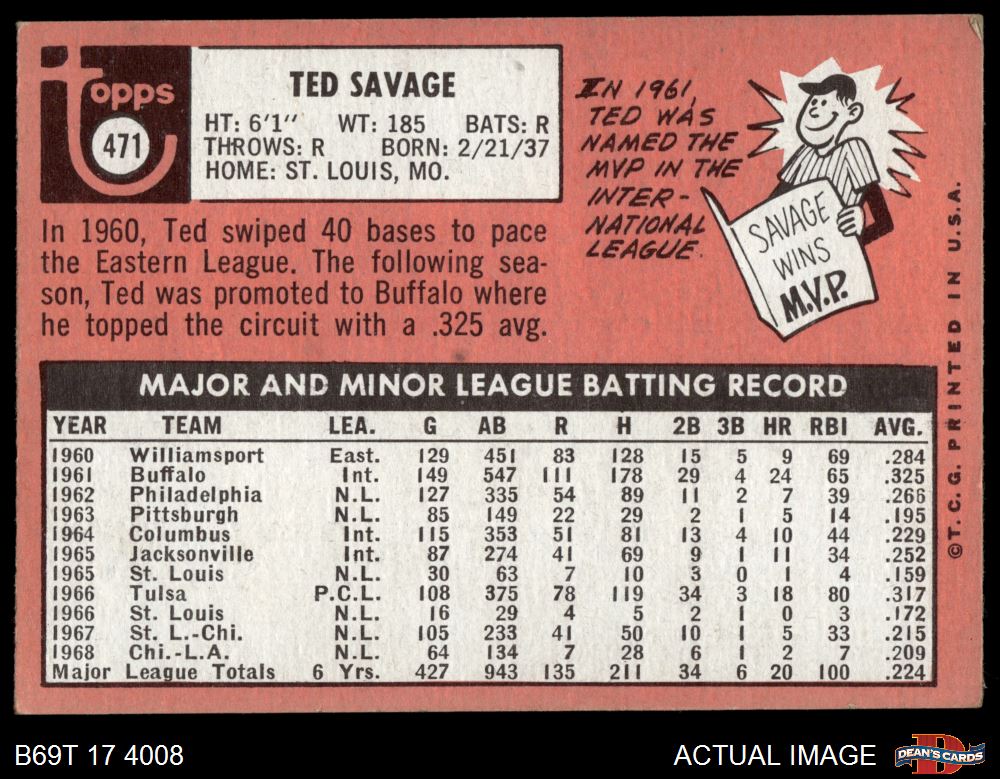 topps
471
TED SAVAGE
HT: 6'1" WT: 185 BATS: R
THROWS: R BORN: 2/21/37
HOME: ST. LOUIS, MO.
In 1960, Ted swiped 40 bases to pace
the Eastern League. The following sea-
son, Ted was promoted to Buffalo where
he topped the circuit with a .325 avg.
IN 1961,
TED WAS
NAMED THE
MVP IN THE
INTER-
NATIONAL
LEAGUE.
SAVAGE
WINS
M.V.P.
©T.C.G. PRINTED IN U.S.A.
MAJOR AND MINOR LEAGUE BATTING RECORD
YEAR TEAM LEA. G AB R H 2B 3B HR RBI AVG.
1960 Williamsport East. 129 451 83 128 15 5 9 69 .284
1961 Buffalo Int. 149 547 111 178 29 4 24 65 .325
1962 Philadelphia N.L. 127 335 54 89 11 2 7 39 .266
1963 Pittsburgh N.L. 85 149 22 29 2 1 5 14 .195
1964 Columbus Int. 115 353 51 81 13 4 10 44 .229
1965 Jacksonville Int. 87 274 41 69 9 1 11 34 .252
1965 St. Louis N.L. 30 63 7 10 3 0 1 4 .159
1966 Tulsa P.C.L. 108 375 78 119 34 3 18 80 .317
1966 St. Louis N.L. 16 29 4 5 2 1 0 3 .172
1967 St. L.-Chi. N.L. 105 233 41 50 10 1 5 33 .215
1968 Chi.-L.A. N.L. 64 134 7 28 6 1 2 7 .209
Major League Totals 6 Yrs. 427 943 135 211 34 6 20 100 .224
B69T 17 4008
ACTUAL IMAGE
DEAN'S CARDS